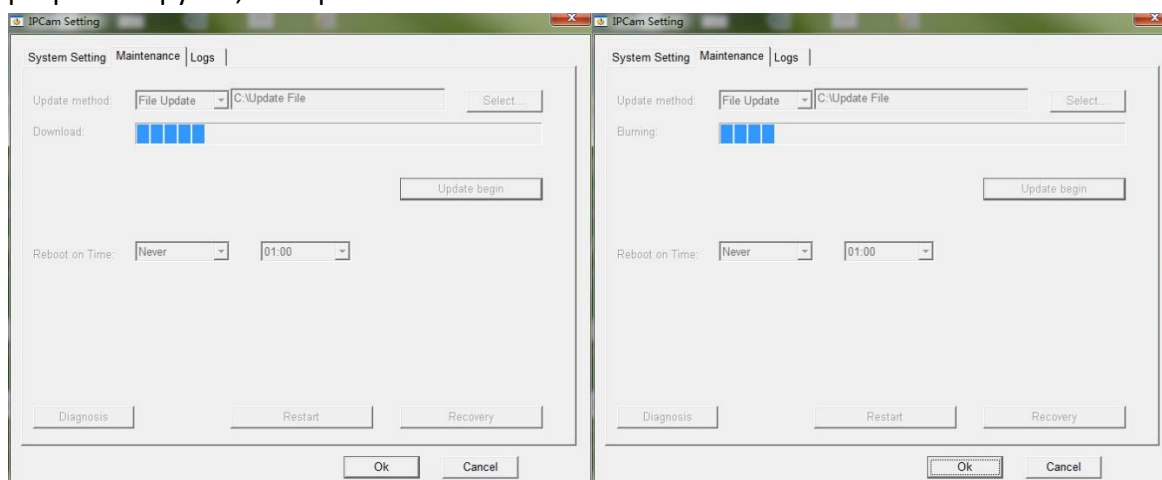 IPCam Setting
System Setting Maintenance Logs
Update method: File Update C:\Update File Select...
Download:
Update begin
Reboot on Time: Never 01:00
Diagnosis Restart Recovery
Ok Cancel
IPCam Setting
System Setting Maintenance Logs
Update method: File Update C:\Update File Select...
Burning:
Update begin
Reboot on Time: Never 01:00
Diagnosis Restart Recovery
Ok Cancel